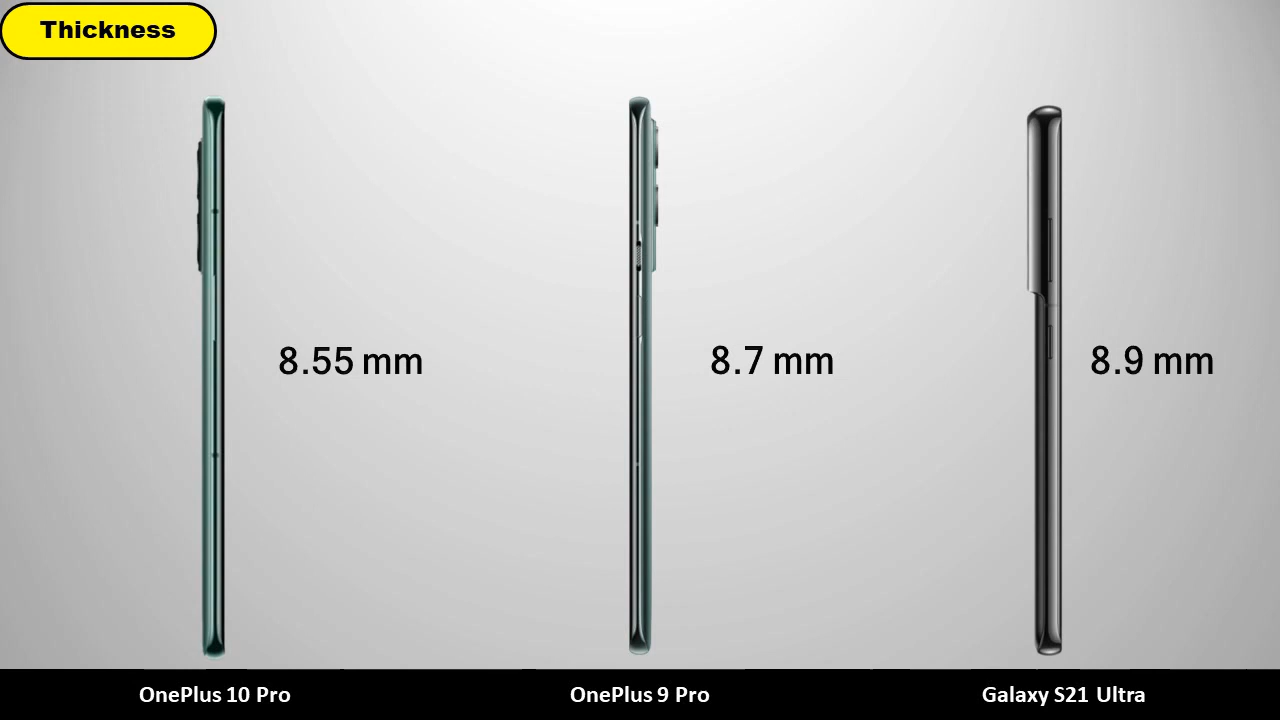 Thickness
8.55 mm
8.7 mm
8.9 mm
OnePlus 10 Pro
OnePlus 9 Pro
Galaxy S21 Ultra